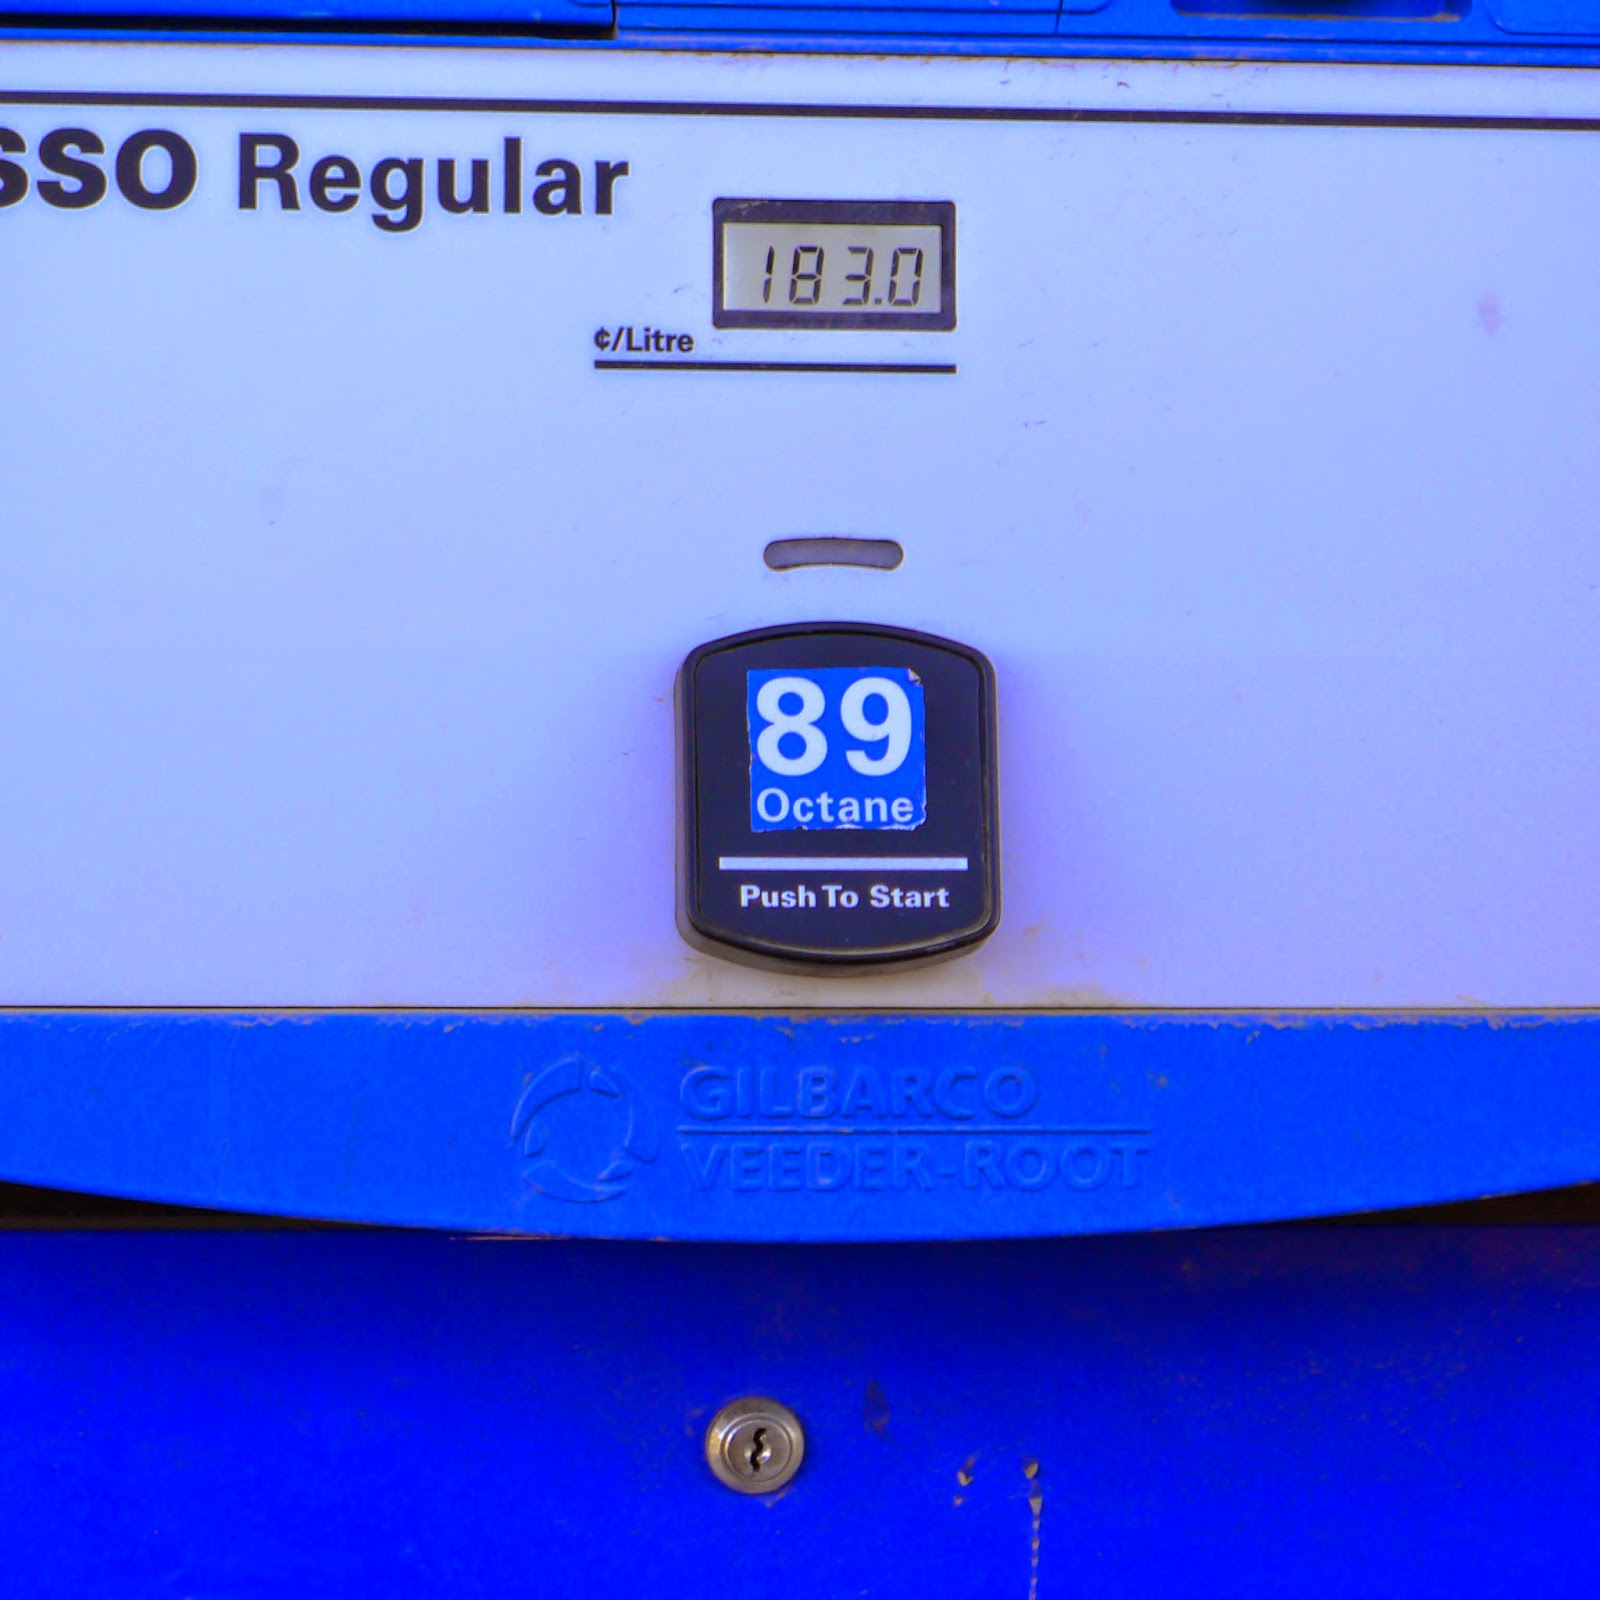 SSO Regular
183.0
¢/Litre
89
Octane
Push To Start
GILBARCO
VEEDER-ROOT